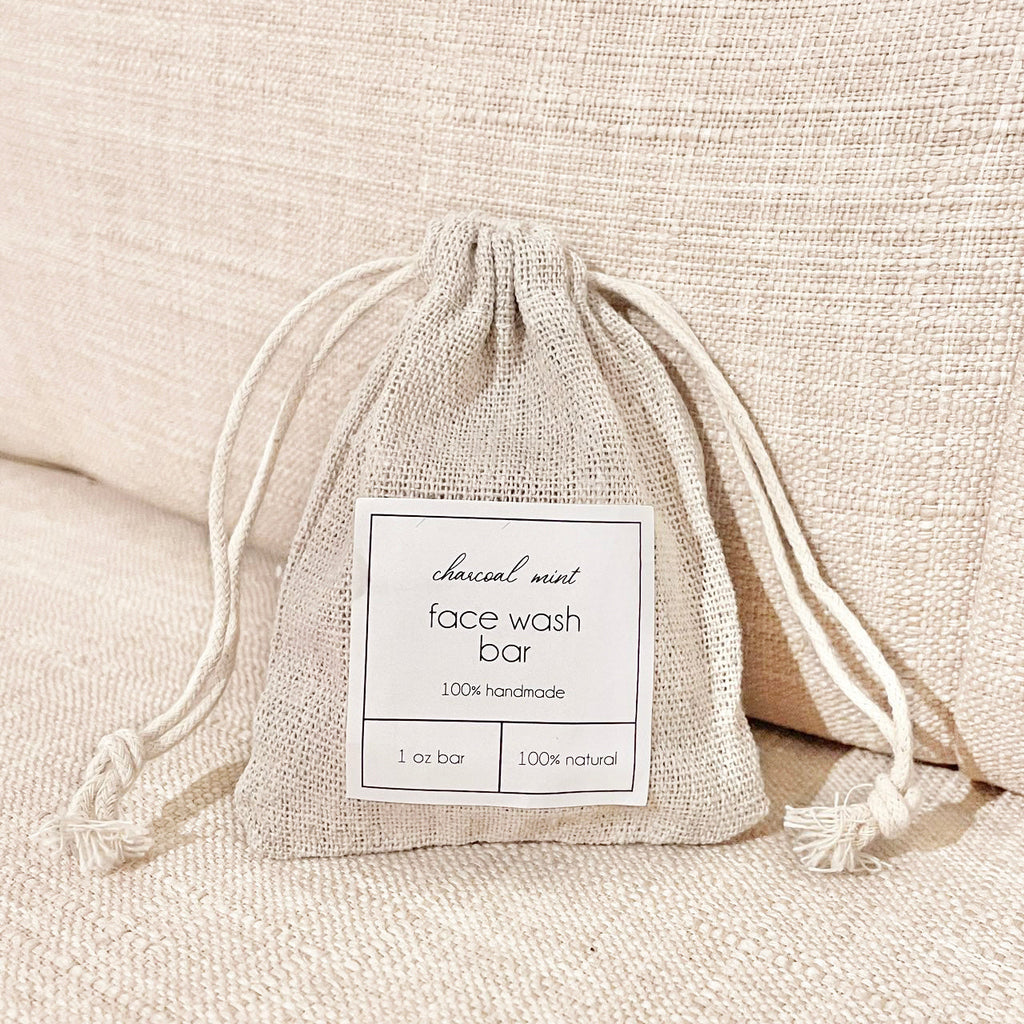 charcoal mint
face wash
bar
100% handmade
1 oz bar
100% natural